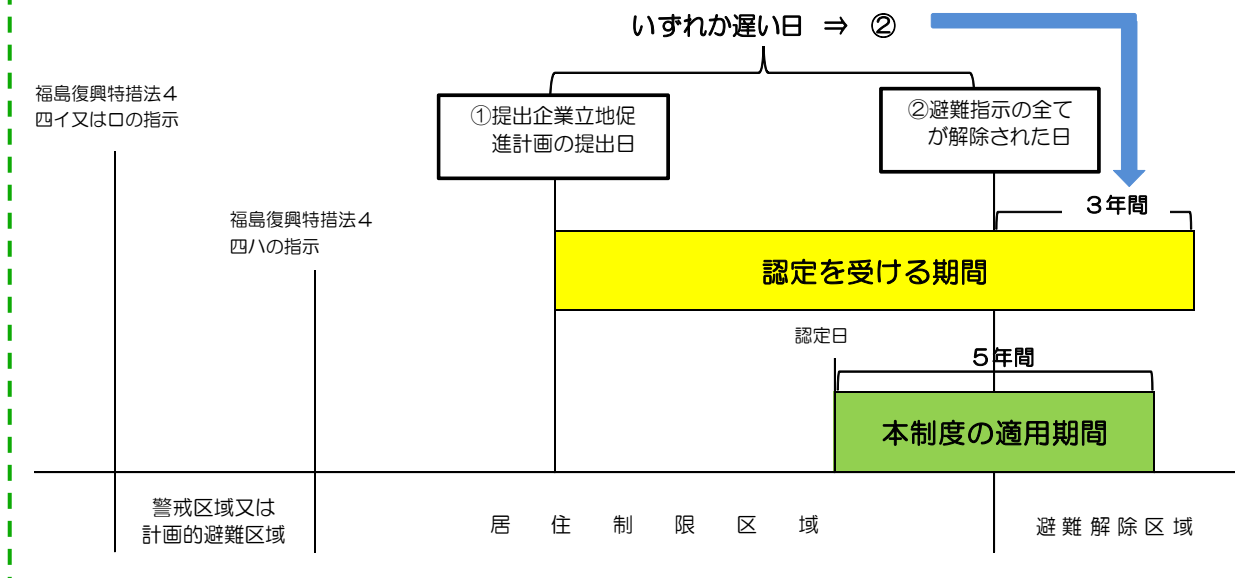 いずれか遅い日 ⇒ ②
福島復興特措法4
四イ又はロの指示
①提出企業立地促
進計画の提出日
②避難指示の全て
が解除された日
3年間
福島復興特措法4
四ハの指示
認定を受ける期間
認定日
5年間
本制度の適用期間
警戒区域又は
計画的避難区域
居住制限区域
避難解除区域